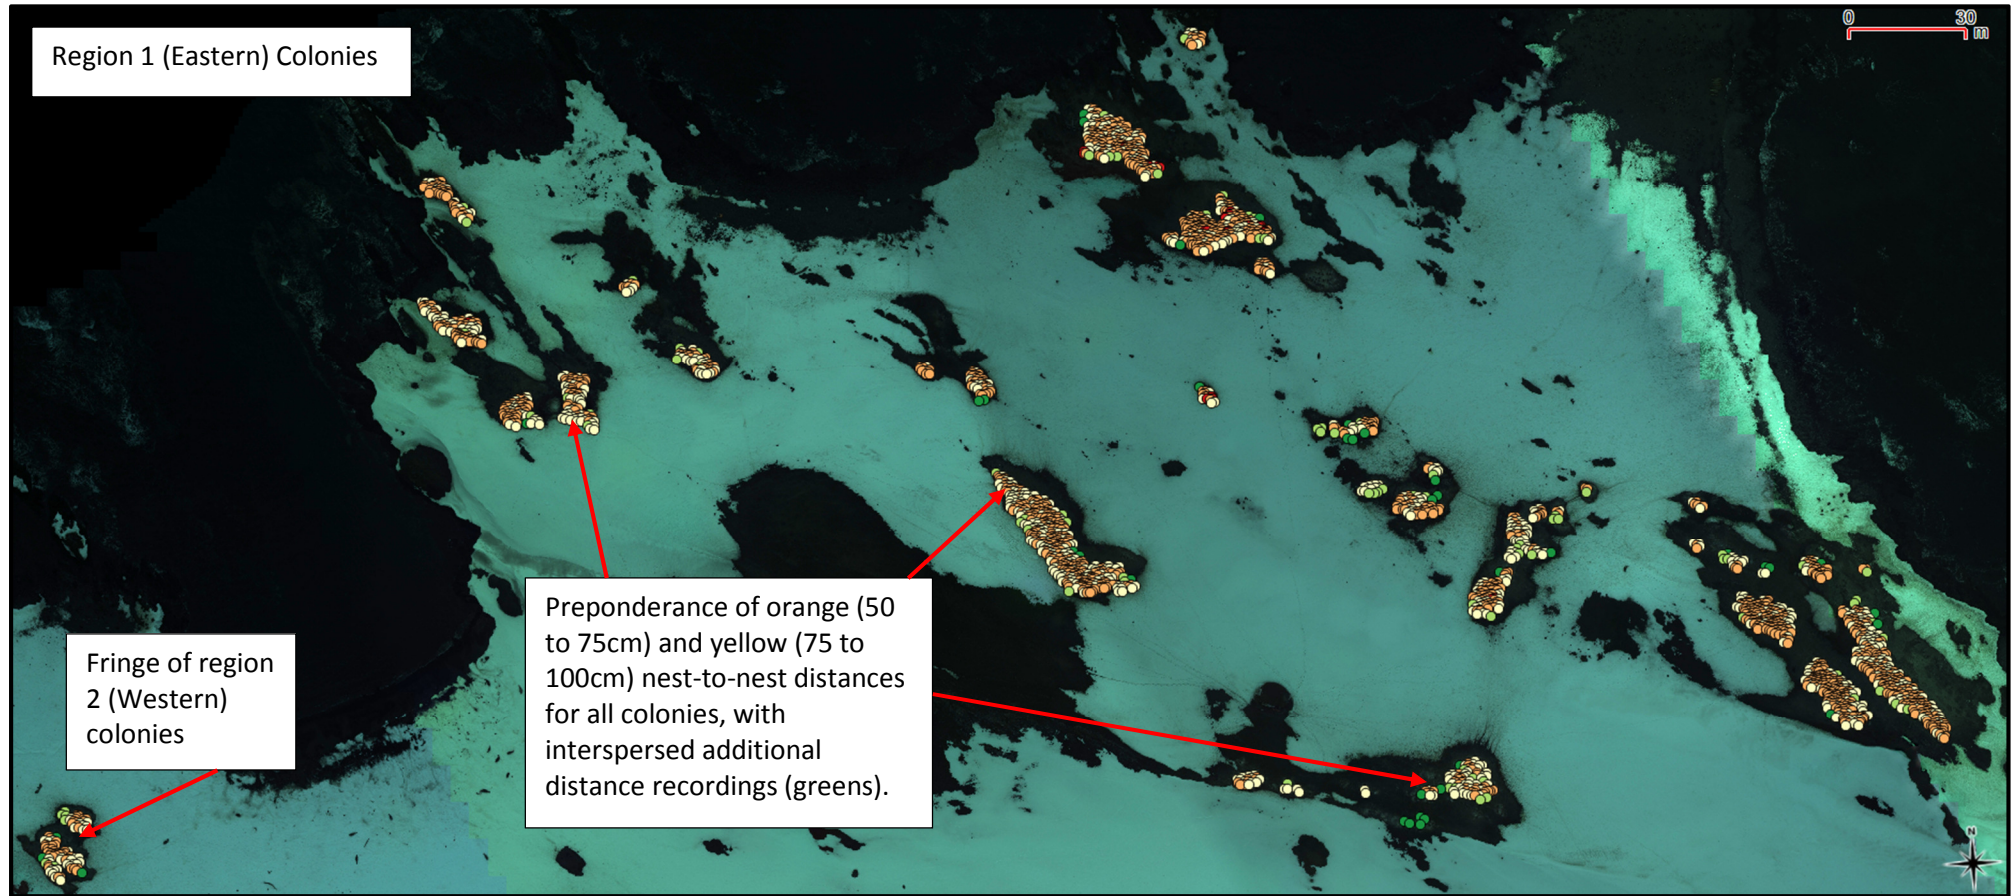 Region 1 (Eastern) Colonies
0 30
m
Preponderance of orange (50
to 75cm) and yellow (75 to
100cm) nest-to-nest distances
for all colonies, with
interspersed additional
distance recordings (greens).
Fringe of region
2 (Western)
colonies
N